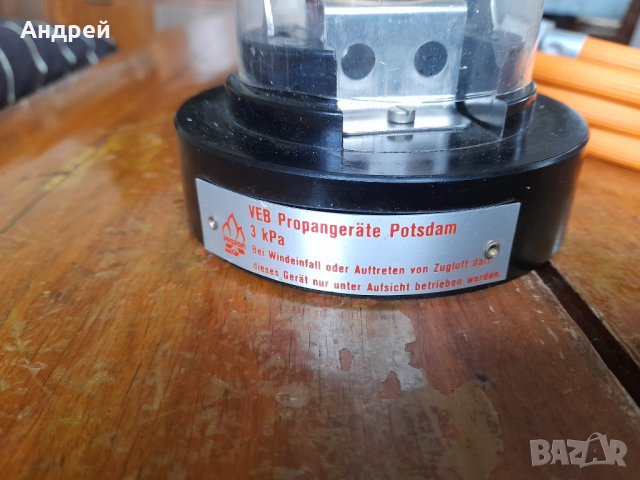 Андрей
VEB Propangeräte Potsdam
3 kPa
Bei Windeinfall oder Auftreten von Zugluft darf
dieses Gerät nur unter Aufsicht betrieben werden.
BAZAR